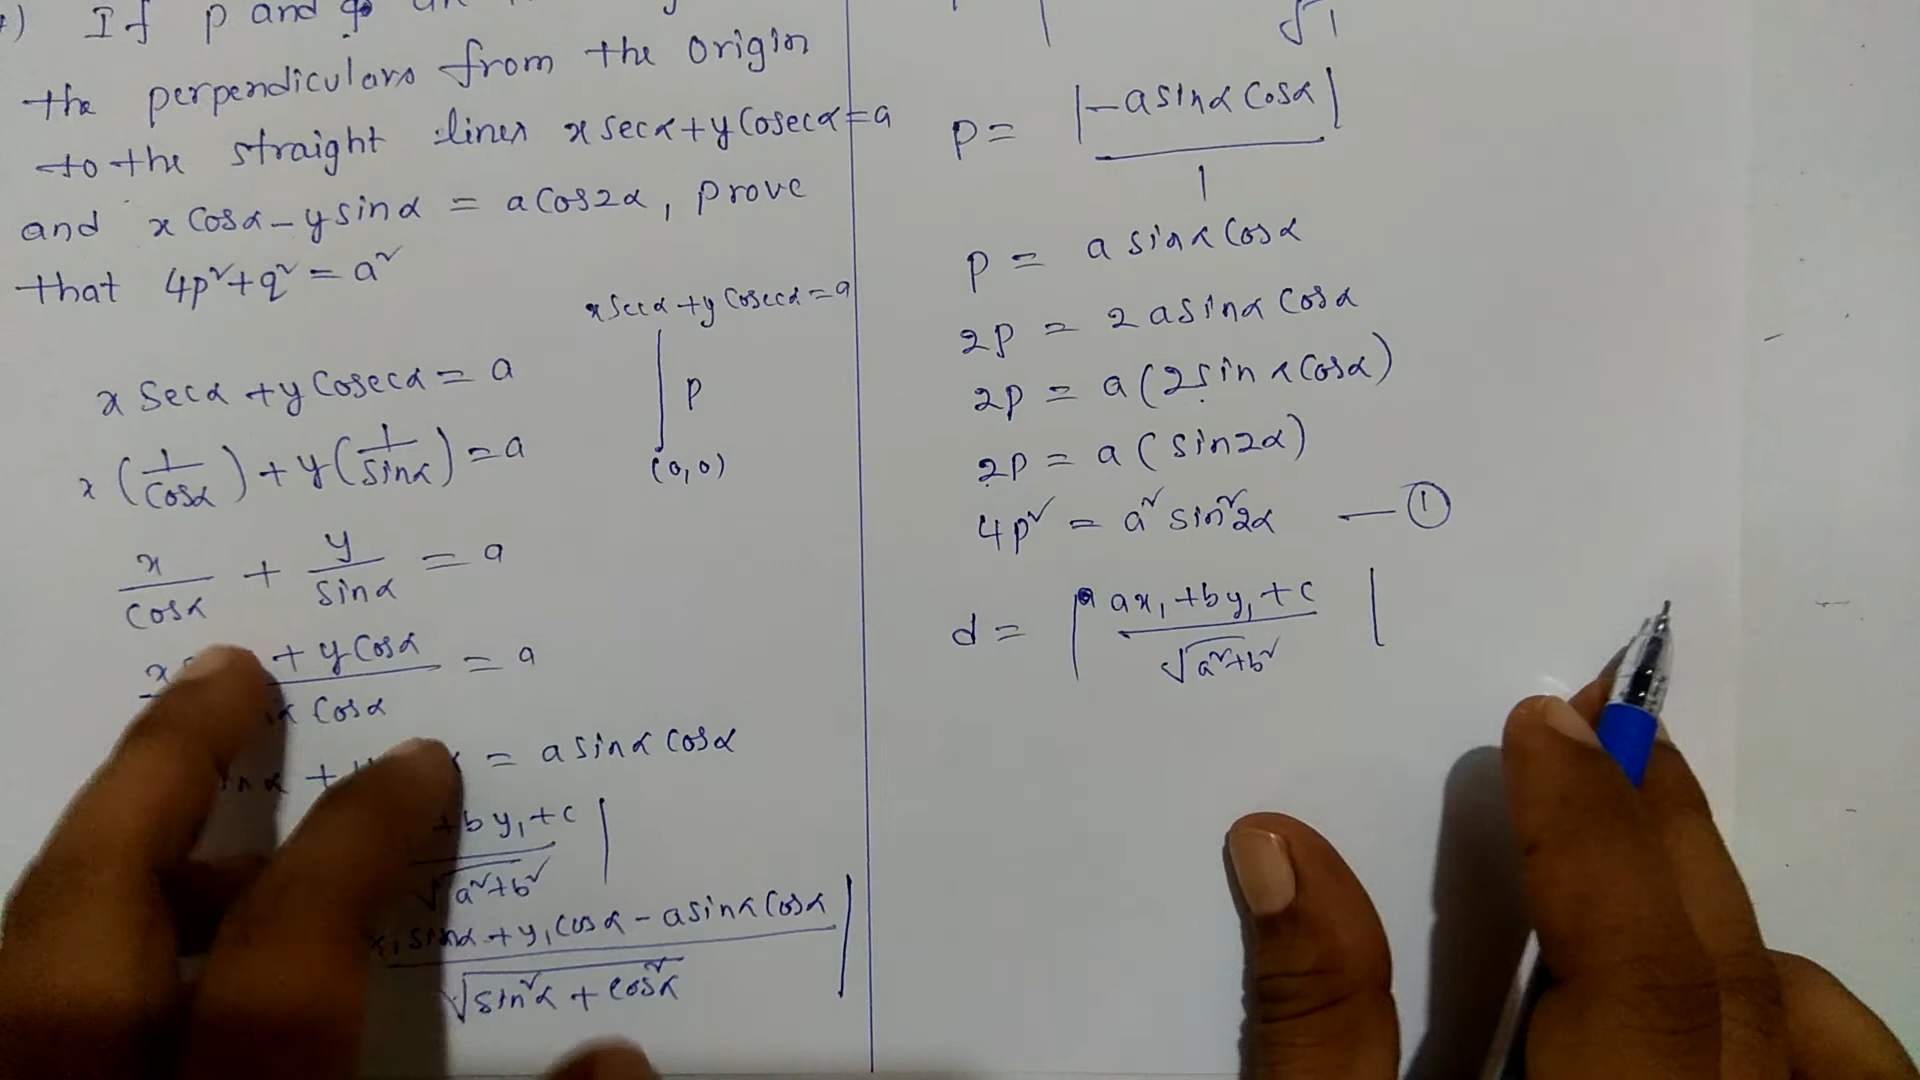 If p and q
the perpendiculars from the origin
to the straight lines x secα + y cosecα = a
and x cosα - y sinα = a cos2α, prove
that 4p² + q² = a²
x secα + y cosecα = a
p
(0,0)
x secα + y cosecα = a
x (1/cosα) + y (1/sinα) = a
x/cosα + y/sinα = a
+ y cosα = a
cosα
+ = a sinα cosα
+ by₁ + c |
√a² + b²
x₁ sinα + y₁ cosα - a sinα cosα |
√sin²α + cos²α
√1
p = |-a sinα cosα| / 1
p = a sinα cosα
2p = 2a sinα cosα
2p = a (2 sinα cosα)
2p = a (sin2α)
4p² = a² sin²2α — ①
d = | ax₁ + by₁ + c / √a² + b² |